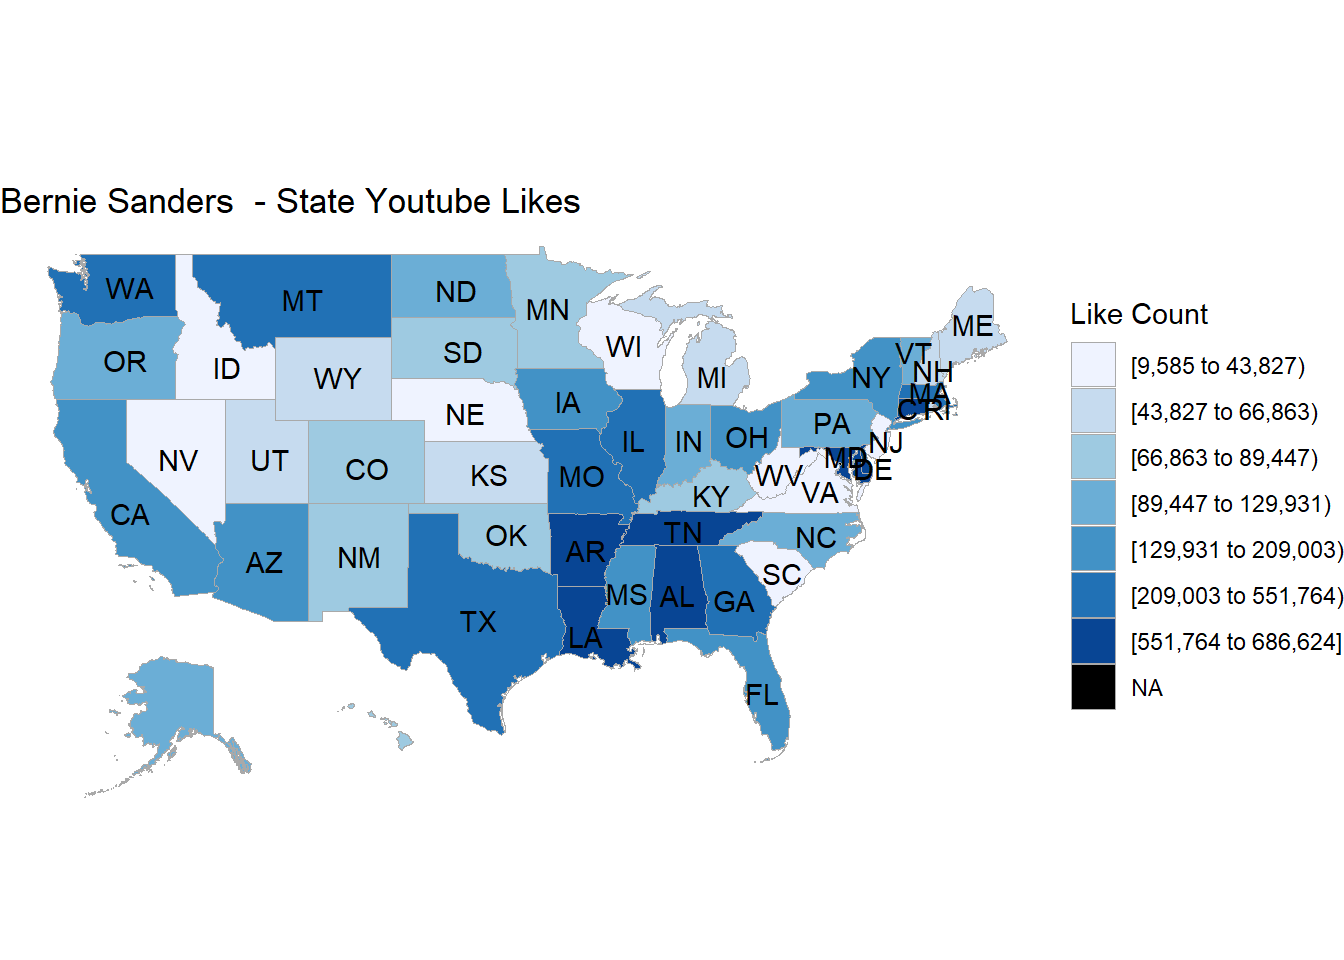 Bernie Sanders  - State Youtube Likes
WA
MT
ND
MN
ME
OR
ID
WY
SD
WI
MI
VT
NH
NY
MA
CT
RI
NE
IA
PA
NJ
NV
UT
CO
KS
MO
IL
IN
OH
MD
DE
WV
VA
KY
CA
AZ
NM
OK
AR
TN
NC
SC
TX
LA
MS
AL
GA
FL
Like Count
[9,585 to 43,827)
[43,827 to 66,863)
[66,863 to 89,447)
[89,447 to 129,931)
[129,931 to 209,003)
[209,003 to 551,764)
[551,764 to 686,624]
NA